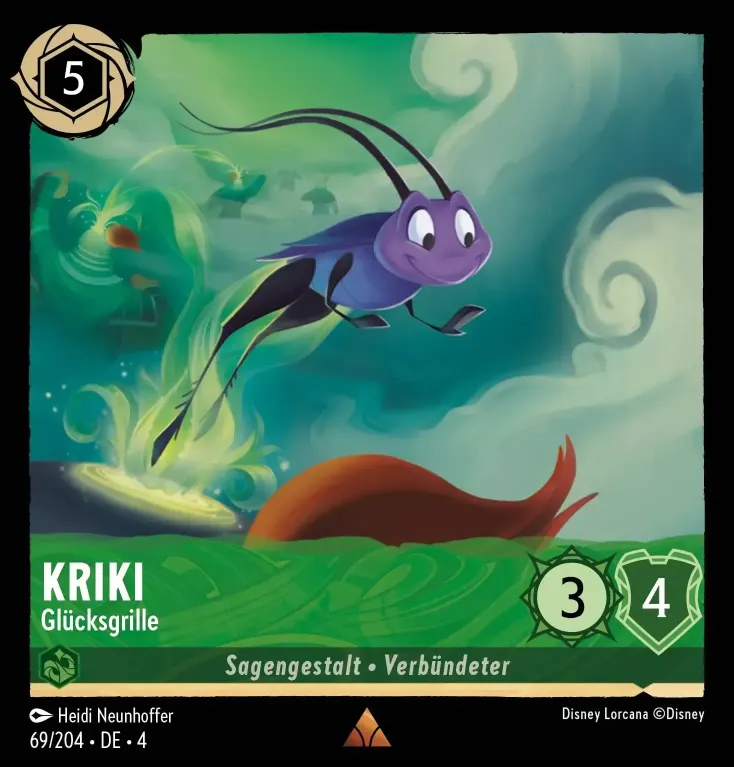 5
KRIKI
Glücksgrille
3
4
Sagengestalt • Verbündeter
Heidi Neunhoffer
Disney Lorcana ©Disney
69/204 • DE • 4